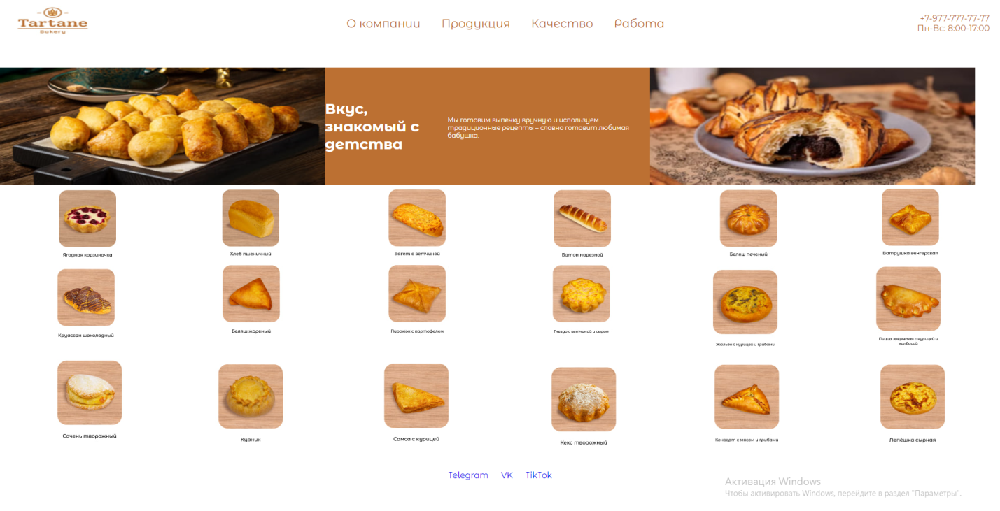 Tartane
Bakery
О компании Продукция Качество Работа
+7-977-777-77-77
Пн-Вс: 8:00-17:00
Вкус,
знакомый с
детства
Мы готовим выпечку вручную и используем
традиционные рецепты – словно готовит любимая
бабушка.
Ягодная корзиночка
Хлеб пшеничный
Багет с ветчиной
Батон нарезной
Беляш печеный
Ватрушка венгерская
Круассан шоколадный
Беляш жареный
Пирожок с картофелем
Гнездо с ветчиной и сыром
Жюльен с курицей и грибами
Пицца закрытая с курицей и
колбасой
Сочень творожный
Курник
Самса с курицей
Кекс творожный
Конверт с мясом и грибами
Лепёшка сырная
Telegram VK TikTok
Активация Windows
Чтобы активировать Windows, перейдите в раздел "Параметры".